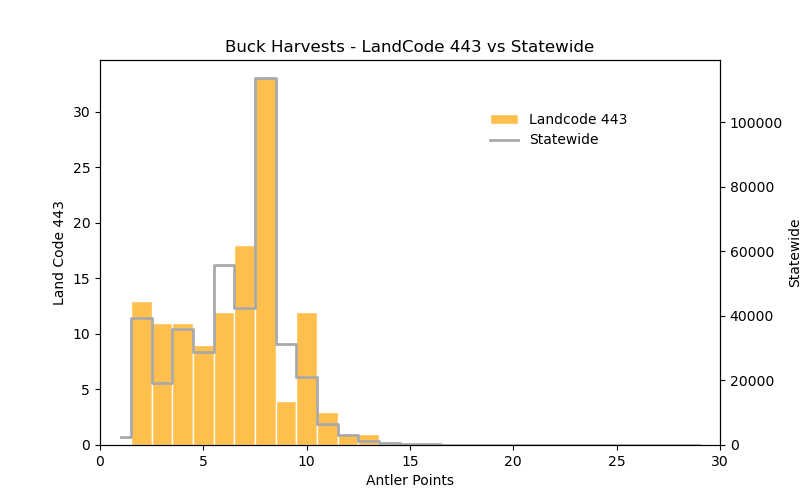 Buck Harvests - LandCode 443 vs Statewide
Landcode 443
Statewide
Land Code 443
30
25
20
15
10
5
0
100000
80000
60000
40000
20000
0
Statewide
0 5 10 15 20 25 30
Antler Points